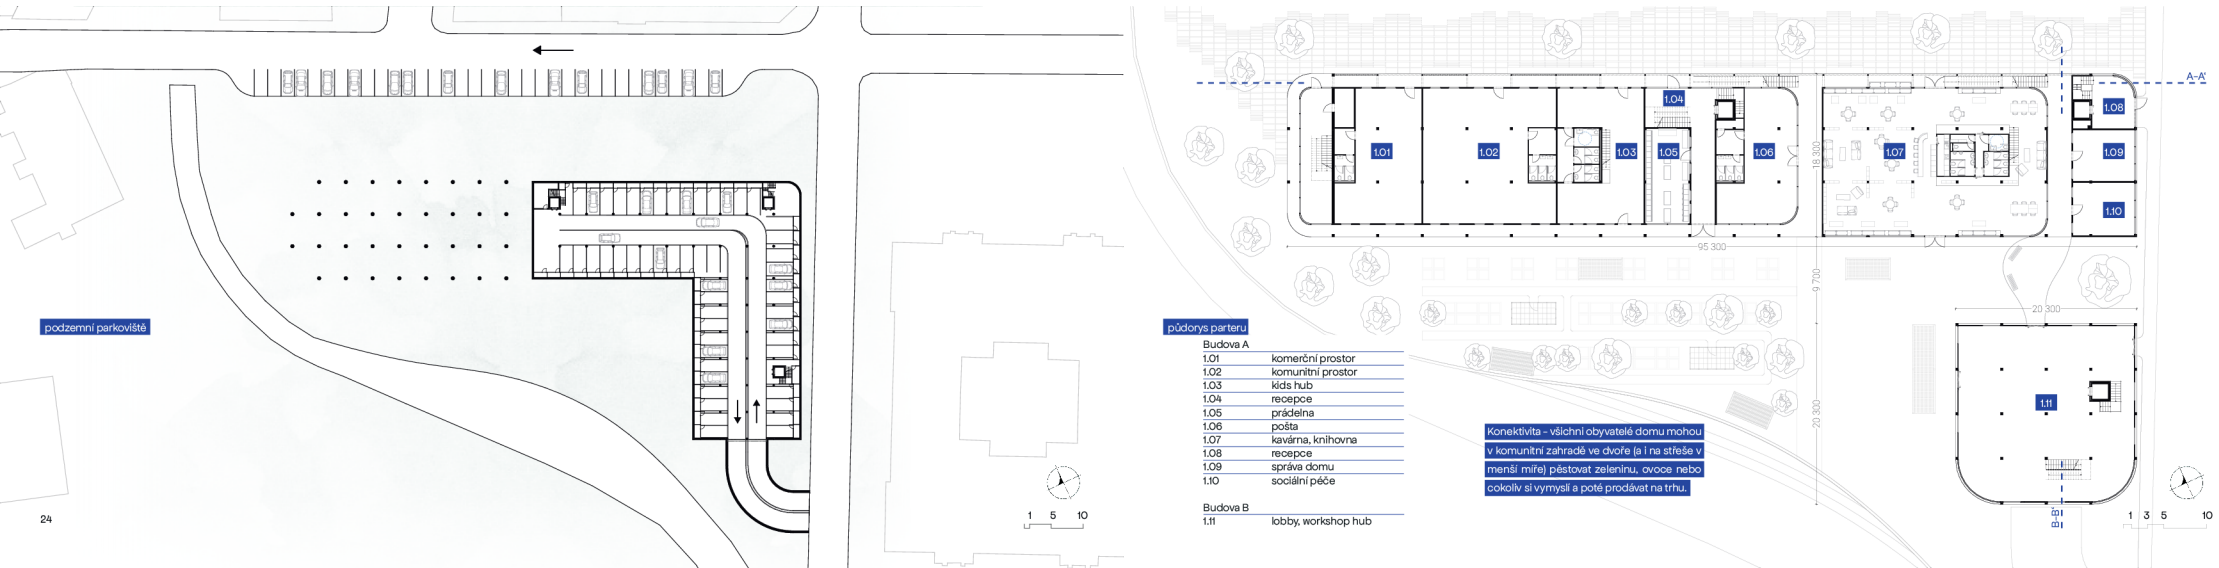 podzemní parkoviště
24
1 5 10
A-A'
1.01
1.02
1.03
1.04
1.05
1.06
1.07
1.08
1.09
1.10
18 300
95 300
9 700
20 300
20 300
1.11
B-B'
půdorys parteru
Budova A
1.01 komerční prostor
1.02 komunitní prostor
1.03 kids hub
1.04 recepce
1.05 prádelna
1.06 pošta
1.07 kavárna, knihovna
1.08 recepce
1.09 správa domu
1.10 sociální péče
Budova B
1.11 lobby, workshop hub
Konektivita - všichni obyvatelé domu mohou
v komunitní zahradě ve dvoře (a i na střeše v
menší míře) pěstovat zeleninu, ovoce nebo
cokoliv si vymyslí a poté prodávat na trhu.
1 3 5 10